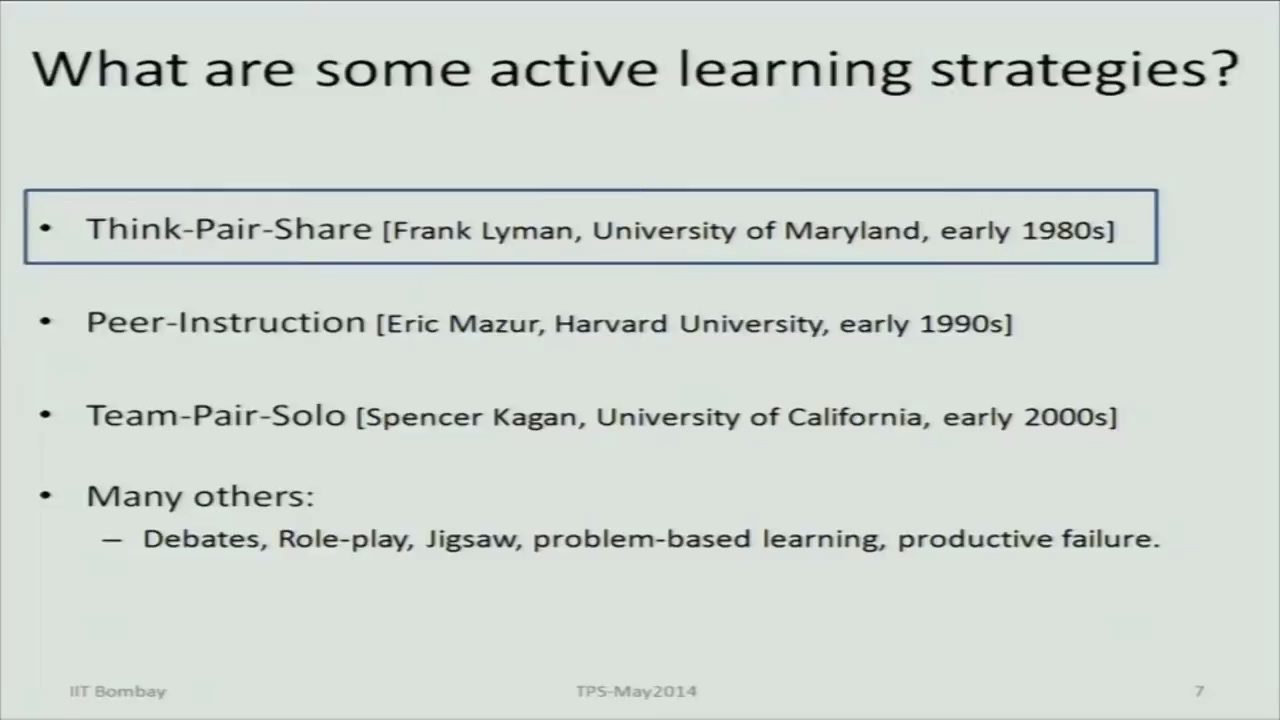 What are some active learning strategies?
• Think-Pair-Share [Frank Lyman, University of Maryland, early 1980s]
• Peer-Instruction [Eric Mazur, Harvard University, early 1990s]
• Team-Pair-Solo [Spencer Kagan, University of California, early 2000s]
• Many others:
– Debates, Role-play, Jigsaw, problem-based learning, productive failure.
IIT Bombay TPS-May2014 7